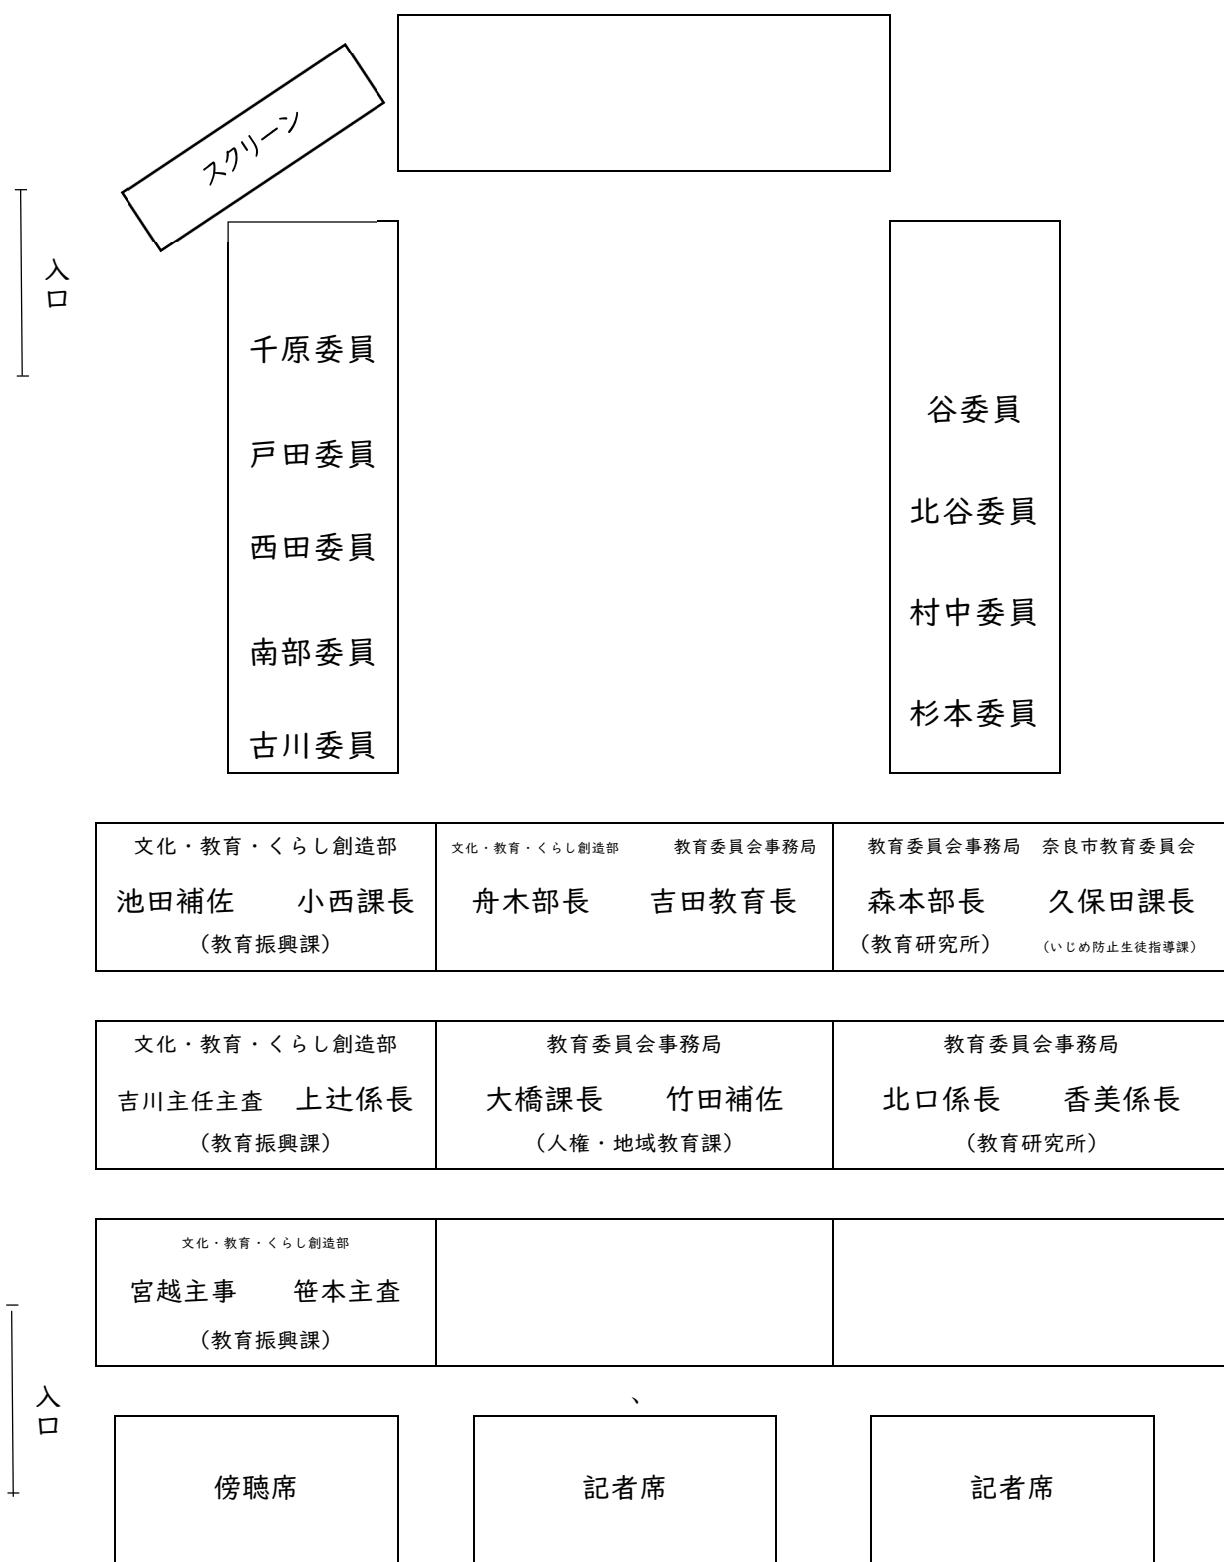 スクリーン
入口
千原委員
戸田委員
西田委員
南部委員
古川委員
谷委員
北谷委員
村中委員
杉本委員
文化・教育・くらし創造部
池田補佐 小西課長
（教育振興課）
文化・教育・くらし創造部 教育委員会事務局
舟木部長 吉田教育長
教育委員会事務局 奈良市教育委員会
森本部長 久保田課長
（教育研究所） （いじめ防止生徒指導課）
文化・教育・くらし創造部
吉川主任主査 上辻係長
（教育振興課）
教育委員会事務局
大橋課長 竹田補佐
（人権・地域教育課）
教育委員会事務局
北口係長 香美係長
（教育研究所）
文化・教育・くらし創造部
宮越主事 笹本主査
（教育振興課）
入口
、
傍聴席
記者席
記者席